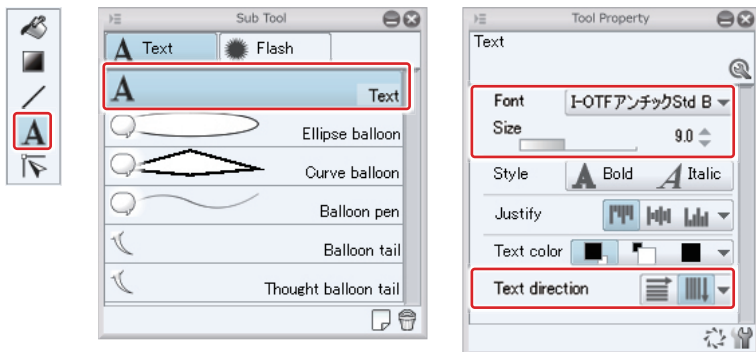 Sub Tool
Text
Flash
Text
Ellipse balloon
Curve balloon
Balloon pen
Balloon tail
Thought balloon tail
Tool Property
Text
Font I-OTFアンチックStd B
Size 9.0
Style A Bold A Italic
Justify
Text color
Text direction